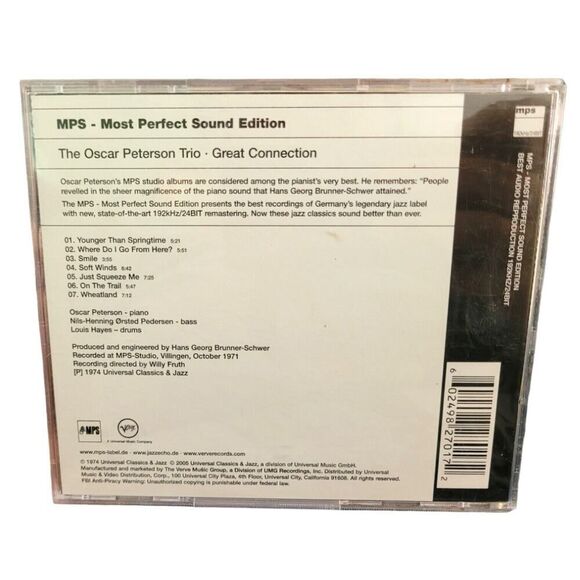 MPS - Most Perfect Sound Edition
The Oscar Peterson Trio · Great Connection
Oscar Peterson's MPS studio albums are considered among the pianist's very best. He remembers: "People
revelled in the sheer magnificence of the piano sound that Hans Georg Brunner-Schwer attained."
The MPS - Most Perfect Sound Edition presents the best recordings of Germany's legendary jazz label
with new, state-of-the-art 192kHz/24BIT remastering. Now these jazz classics sound better than ever.
01. Younger Than Springtime 5:21
02. Where Do I Go From Here? 5:51
03. Smile 3:55
04. Soft Winds 6:42
05. Just Squeeze Me 7:25
06. On The Trail 5:47
07. Wheatland 7:12
Oscar Peterson - piano
Nils-Henning Ørsted Pedersen - bass
Louis Hayes – drums
Produced and engineered by Hans Georg Brunner-Schwer
Recorded at MPS-Studio, Villingen, October 1971
Recording directed by Willy Fruth
[P] 1974 Universal Classics & Jazz
MPS
Verve
A Universal Music Company
www.mps-label.de · www.jazzecho.de · www.ververecords.com
© 1974 Universal Classics & Jazz © 2005 Universal Classics & Jazz, a division of Universal Music GmbH.
Manufactured and marketed by The Verve Music Group, a Division of UMG Recordings, Inc. Distributed by Universal
Music & Video Distribution, Corp., 100 Universal City Plaza, 4th Floor, Universal City, California 91608. All rights reserved.
FBI Anti-Piracy Warning: Unauthorized copying is punishable under federal law.
mps
192kHz/24BIT
MPS - MOST PERFECT SOUND EDITION
BEST AUDIO REPRODUCTION 192KHZ/24BIT
6 02498 27017 2